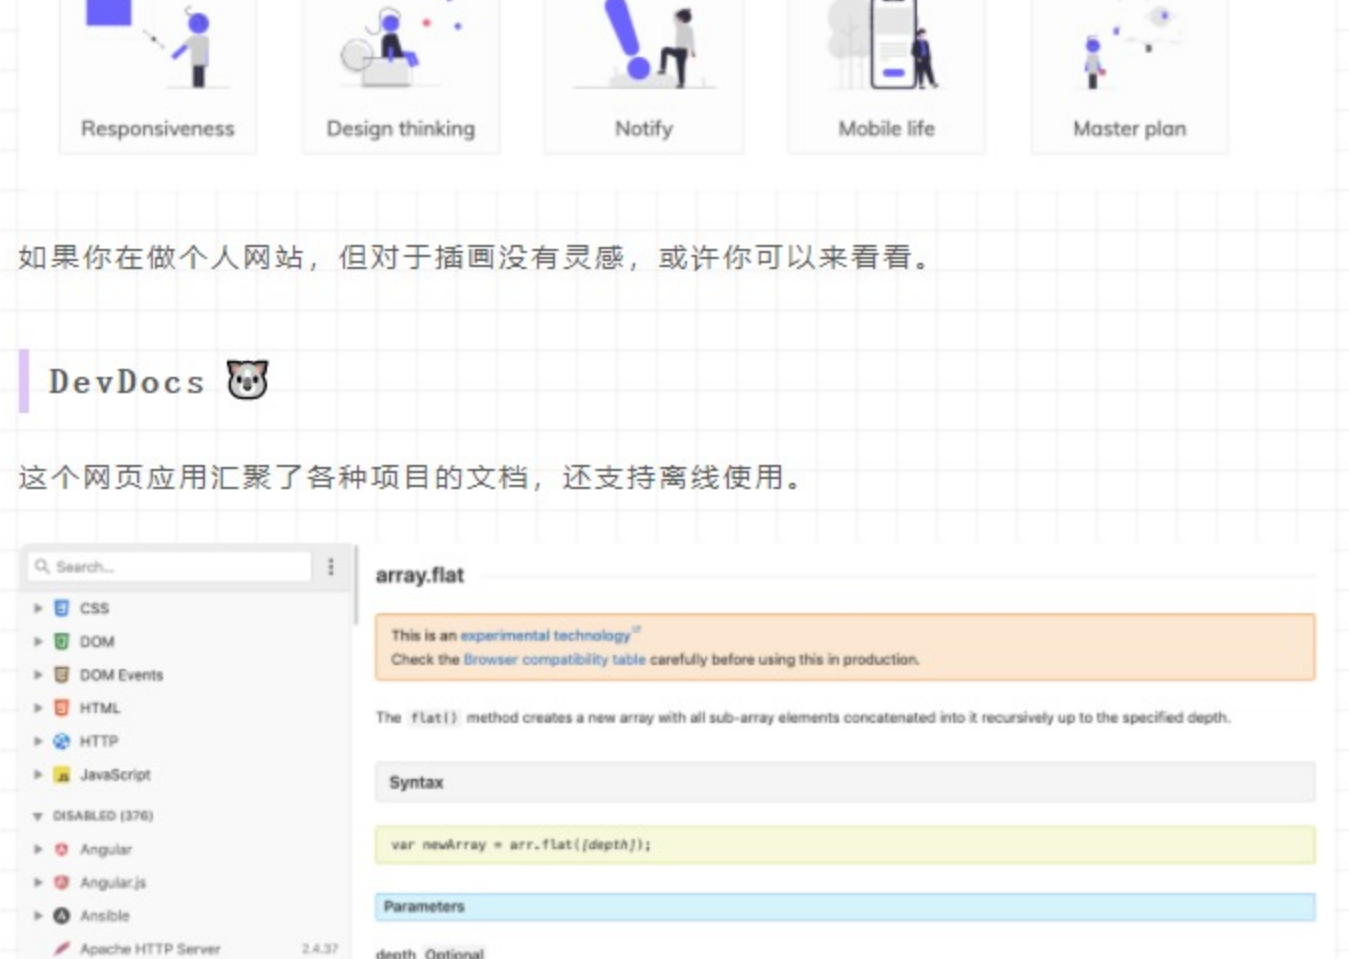 Responsiveness
Design thinking
Notify
Mobile life
Master plan
如果你在做个人网站，但对于插画没有灵感，或许你可以来看看。
DevDocs 🐨
这个网页应用汇聚了各种项目的文档，还支持离线使用。
Search...
CSS
DOM
DOM Events
HTML
HTTP
JavaScript
DISABLED (376)
Angular
Angular.js
Ansible
Apache HTTP Server 2.4.37
array.flat
This is an experimental technology
Check the Browser compatibility table carefully before using this in production.
The flat() method creates a new array with all sub-array elements concatenated into it recursively up to the specified depth.
Syntax
var newArray = arr.flat([depth]);
Parameters
depth Optional